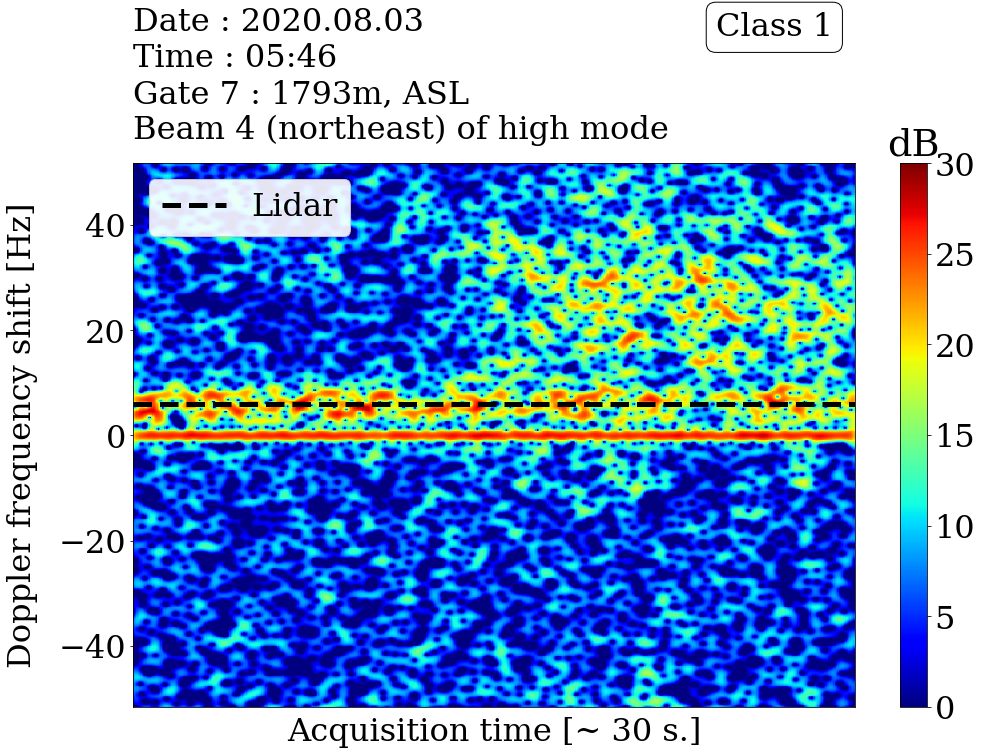 Date : 2020.08.03
Time : 05:46
Gate 7 : 1793m, ASL
Beam 4 (northeast) of high mode
Class 1
dB
Lidar
Doppler frequency shift [Hz]
40
20
0
−20
−40
30
25
20
15
10
5
0
Acquisition time [~ 30 s.]